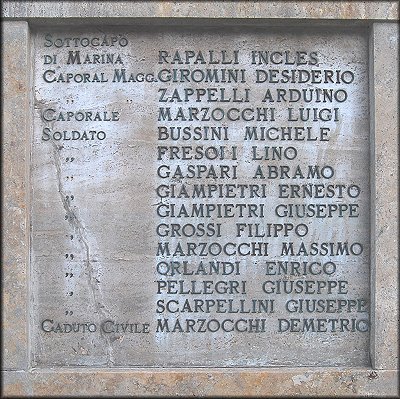 SOTTOCAPO
DI MARINA RAPALLI INCLES
CAPORAL MAGG. GIROMINI DESIDERIO
" ZAPPELLI ARDUINO
CAPORALE MARZOCCHI LUIGI
SOLDATO BUSSINI MICHELE
" LINO
" GASPARI ABRAMO
" GIAMPIETRI ERNESTO
" GIAMPIETRI GIUSEPPE
" GROSSI FILIPPO
" MARZOCCHI MASSIMO
" ORLANDI ENRICO
" PELLEGRI GIUSEPPE
" SCARPELLINI GIUSEPPE
CADUTO CIVILE MARZOCCHI DEMETRIO